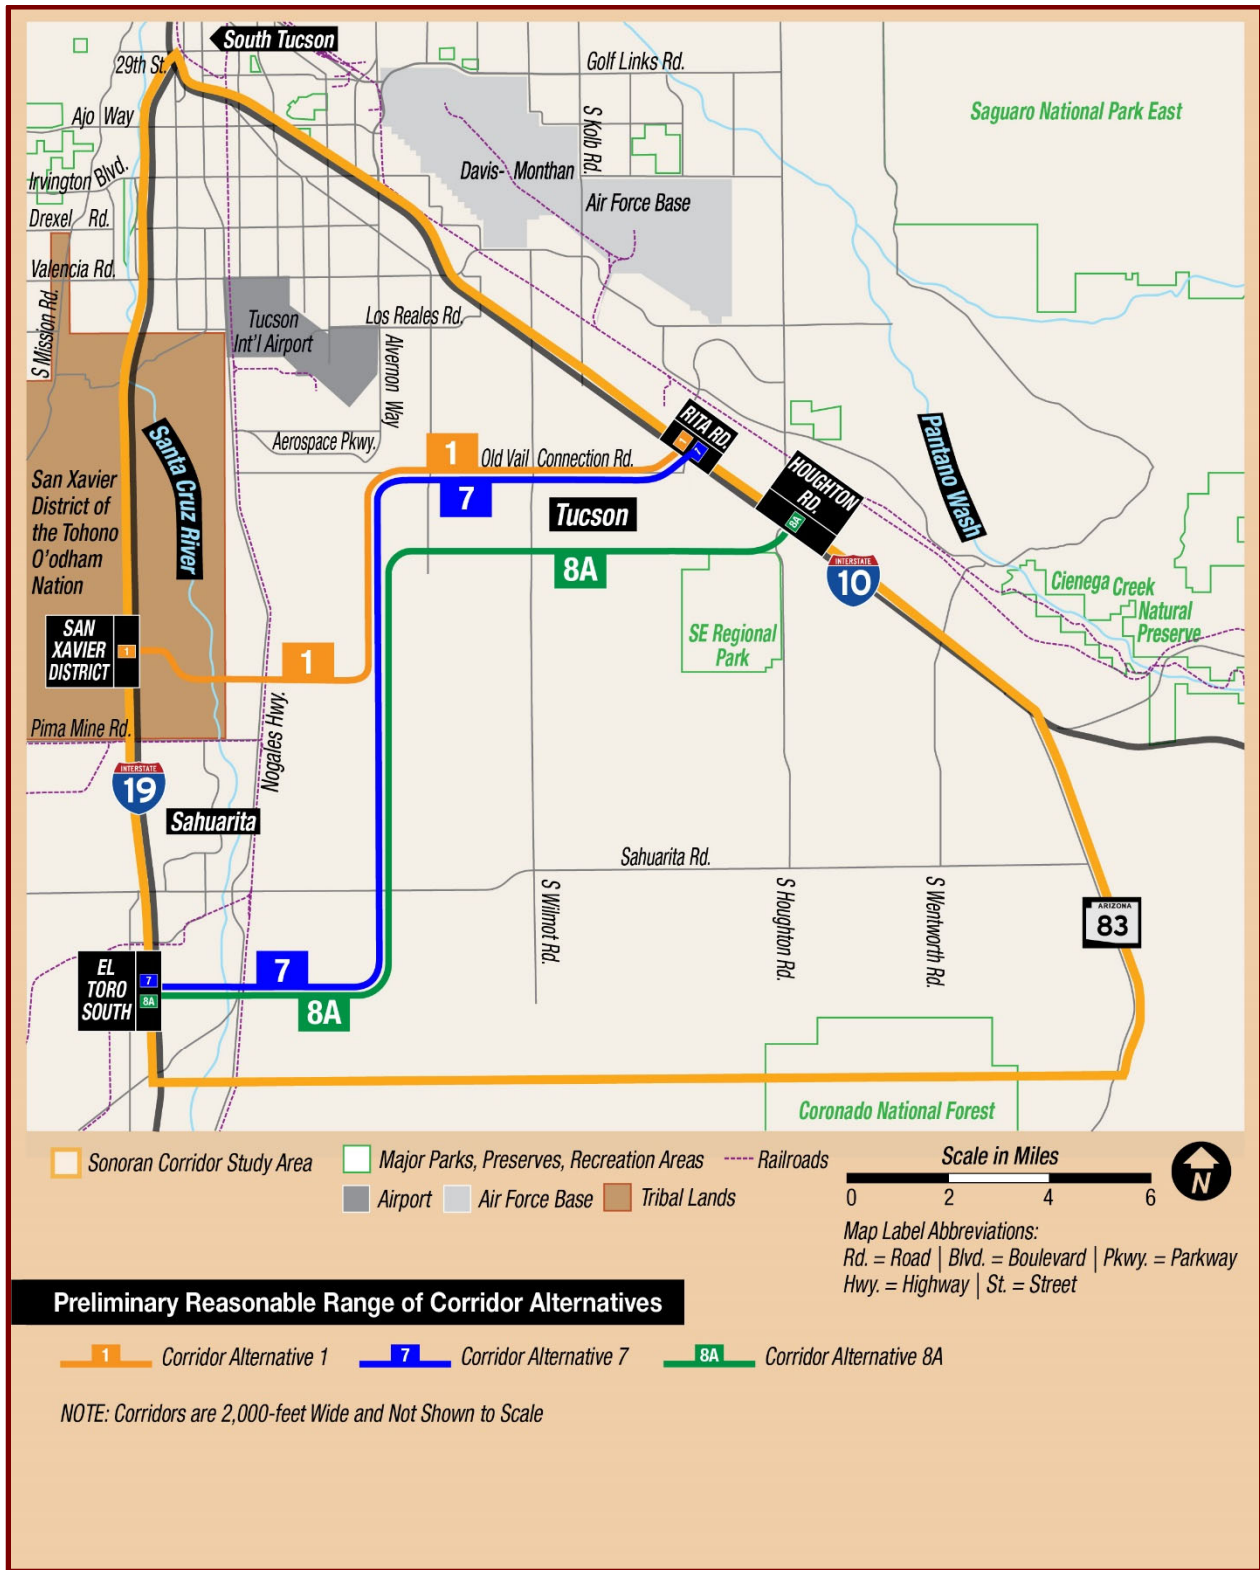 South Tucson
29th St.
Golf Links Rd.
Saguaro National Park East
Ajo Way
S Kolb Rd.
Davis- Monthan
Irvington Blvd.
Air Force Base
Drexel Rd.
Valencia Rd.
S Mission Rd.
Tucson
Int'l Airport
Los Reales Rd.
Alvernon Way
RITA RD.
1
7
Santa Cruz River
Aerospace Pkwy.
1
Old Vail Connection Rd.
Pantano Wash
HOUGHTON
RD.
8A
San Xavier
District of
the Tohono
O'odham
Nation
7
Tucson
8A
INTERSTATE
10
Cienega Creek
Natural
Preserve
SAN
XAVIER
DISTRICT
1
1
SE Regional
Park
Pima Mine Rd.
Nogales Hwy.
INTERSTATE
19
Sahuarita
Sahuarita Rd.
S Wilmot Rd.
S Houghton Rd.
S Wentworth Rd.
ARIZONA
83
EL
TORO
SOUTH
7
8A
7
8A
Coronado National Forest
Sonoran Corridor Study Area
Major Parks, Preserves, Recreation Areas
Railroads
Airport
Air Force Base
Tribal Lands
Scale in Miles
0 2 4 6
N
Map Label Abbreviations:
Rd. = Road | Blvd. = Boulevard | Pkwy. = Parkway
Hwy. = Highway | St. = Street
Preliminary Reasonable Range of Corridor Alternatives
1 Corridor Alternative 1
7 Corridor Alternative 7
8A Corridor Alternative 8A
NOTE: Corridors are 2,000-feet Wide and Not Shown to Scale